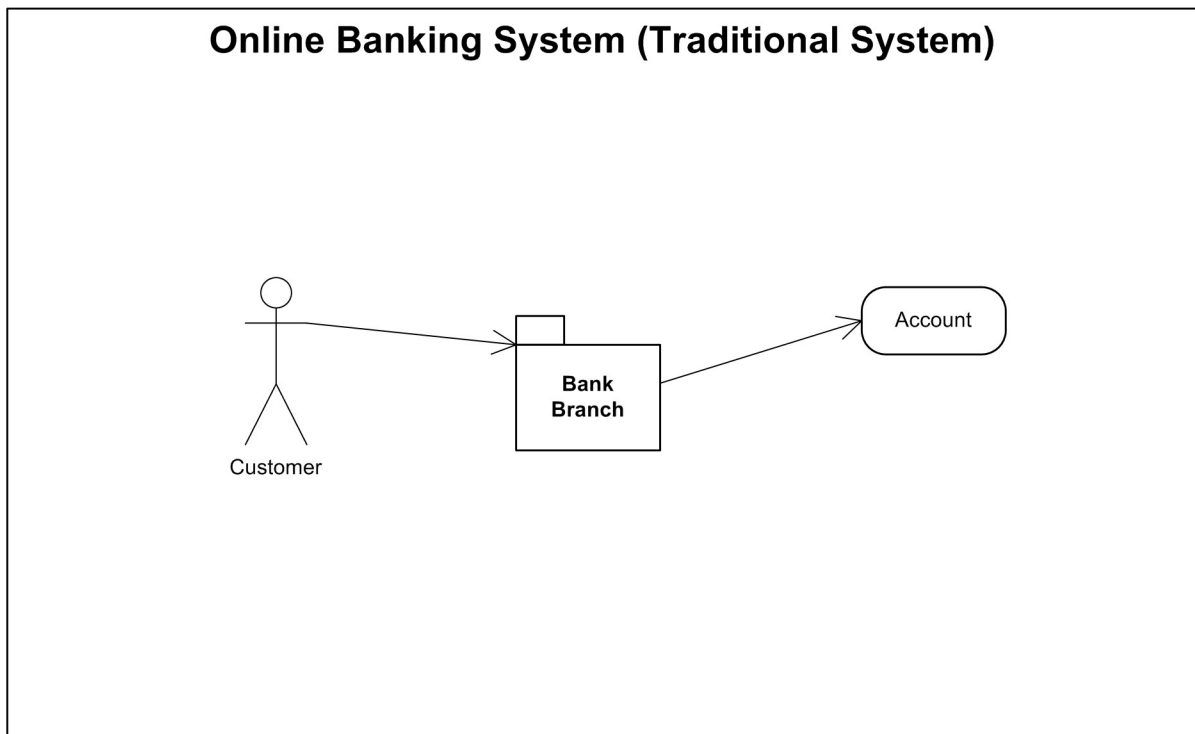 Online Banking System (Traditional System)
Account
Bank
Branch
Customer